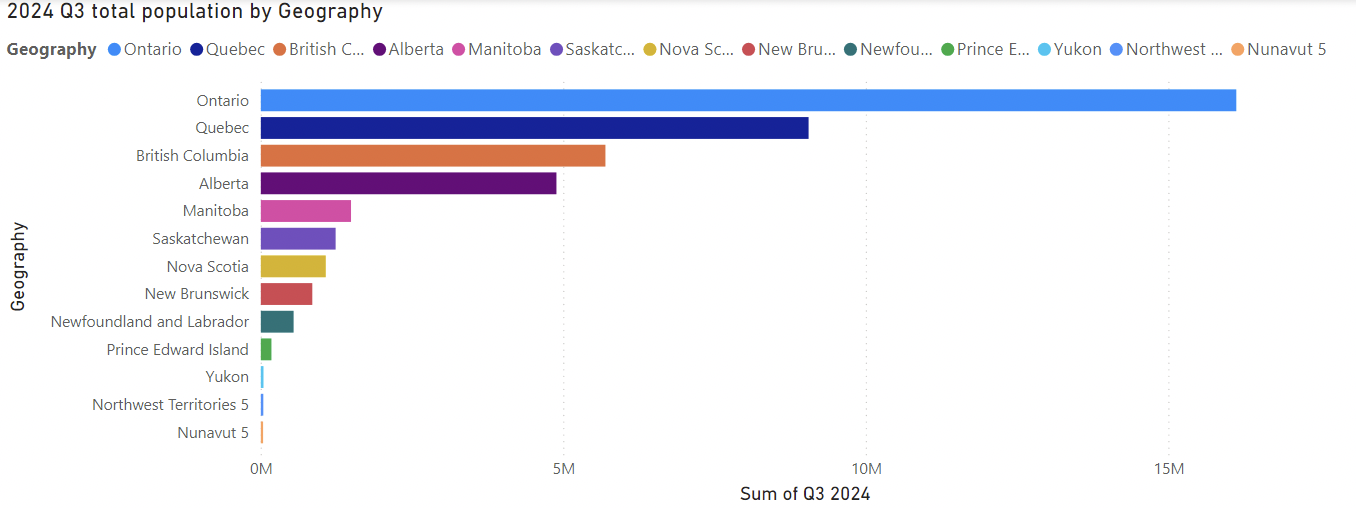 2024 Q3 total population by Geography
Geography Ontario Quebec British C... Alberta Manitoba Saskatc... Nova Sc... New Bru... Newfou... Prince E... Yukon Northwest ... Nunavut 5
Ontario
Quebec
British Columbia
Alberta
Manitoba
Saskatchewan
Nova Scotia
New Brunswick
Newfoundland and Labrador
Prince Edward Island
Yukon
Northwest Territories 5
Nunavut 5
Geography
0M 5M 10M 15M
Sum of Q3 2024